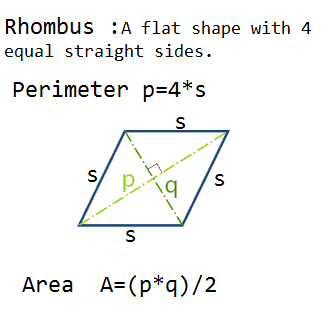 Rhombus :A flat shape with 4
equal straight sides.
Perimeter p=4*s
s
s p q s
s
Area A=(p*q)/2